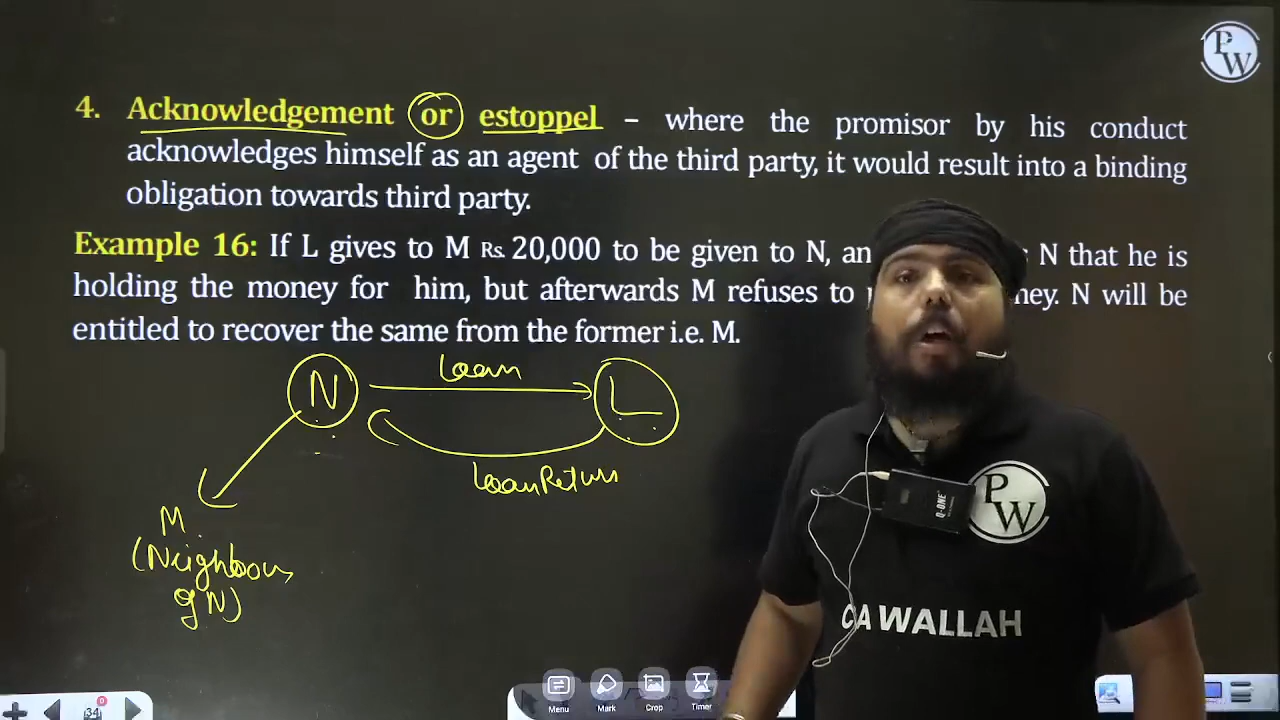 PW
4. Acknowledgement or estoppel – where the promisor by his conduct
acknowledges himself as an agent of the third party, it would result into a binding
obligation towards third party.
Example 16: If L gives to M Rs. 20,000 to be given to N, an N that he is
holding the money for him, but afterwards M refuses to ney. N will be
entitled to recover the same from the former i.e. M.
N Loan L
Loan Return
M.
(Neighbour
of N)
Q-ONE
PW
CA WALLAH
34
0
Menu Mark Crop Timer